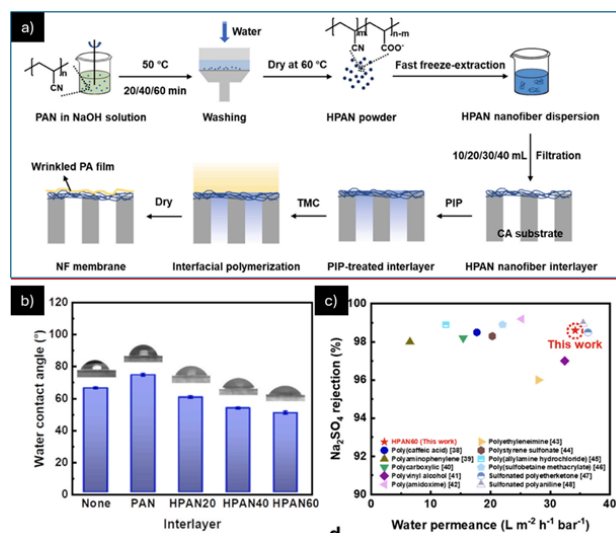 a)
Water
n
CN
50 °C
20/40/60 min
Dry at 60 °C
m
n-m
CN
COO⁻
Fast freeze-extraction
PAN in NaOH solution
Washing
HPAN powder
HPAN nanofiber dispersion
10/20/30/40 mL
Filtration
Wrinkled PA film
Dry
TMC
PIP
CA substrate
NF membrane
Interfacial polymerization
PIP-treated interlayer
HPAN nanofiber interlayer
b)
Water contact angle (°)
120
100
80
60
40
20
0
None
PAN
HPAN20
HPAN40
HPAN60
Interlayer
c)
Na₂SO₄ rejection (%)
100
98
96
94
92
90
This work
HPAN60 (This work)
Poly(caffeic acid) [38]
Polyaminophenylene [39]
Polycarboxylic [40]
Polyvinyl alcohol [41]
Poly(amidoxime) [42]
Polyethyleneimine [43]
Polystyrene sulfonate [44]
Poly(allylamine hydrochloride) [45]
Poly(sulfobetaine methacrylate) [46]
Sulfonated polyetherketone [47]
Sulfonated polyaniline [48]
0
10
20
30
40
Water permeance (L m⁻² h⁻¹ bar⁻¹)